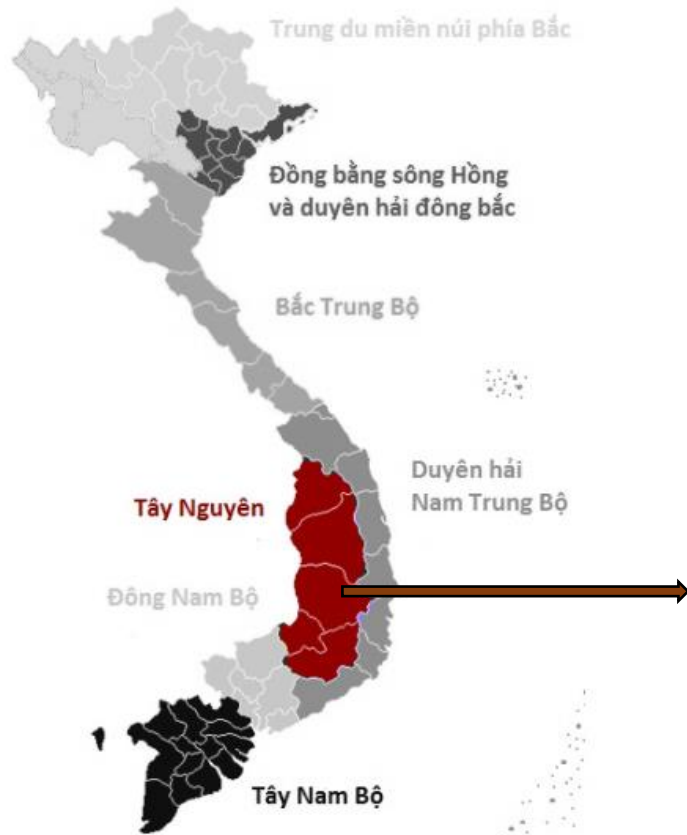 Trung du miền núi phía Bắc
Đồng bằng sông Hồng
và duyên hải đông bắc
Bắc Trung Bộ
Duyên hải
Nam Trung Bộ
Tây Nguyên
Đông Nam Bộ
Tây Nam Bộ